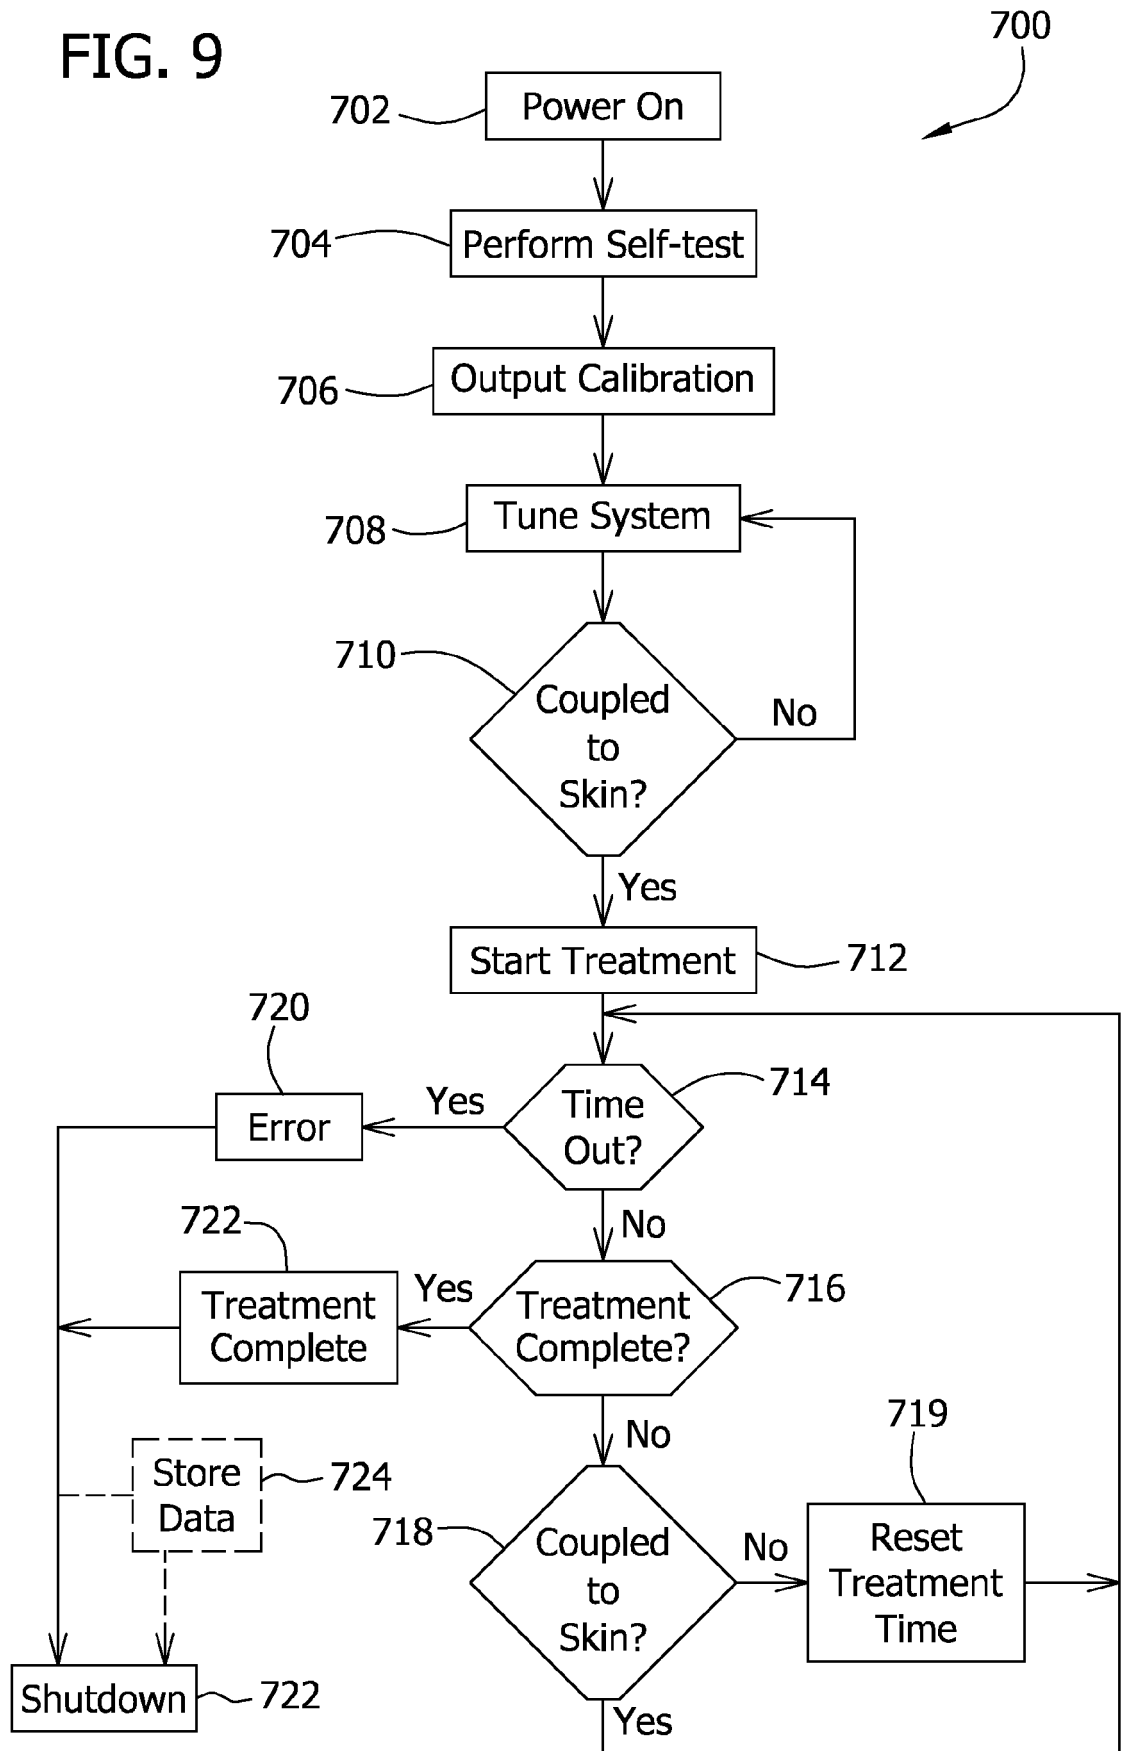 FIG. 9
700
702
Power On
704
Perform Self-test
706
Output Calibration
708
Tune System
710
Coupled
to
Skin?
No
Yes
Start Treatment
712
720
Error
Yes
Time
Out?
714
No
722
Treatment
Complete
Yes
Treatment
Complete?
716
No
Store
Data
724
718
Coupled
to
Skin?
No
719
Reset
Treatment
Time
Shutdown
722
Yes